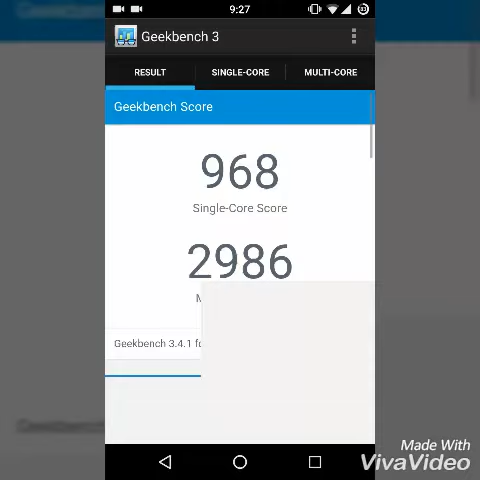 9:27
Geekbench 3
RESULT SINGLE-CORE MULTI-CORE
Geekbench Score
968
Single-Core Score
2986
Geekbench 3.4.1
Made With
VivaVideo